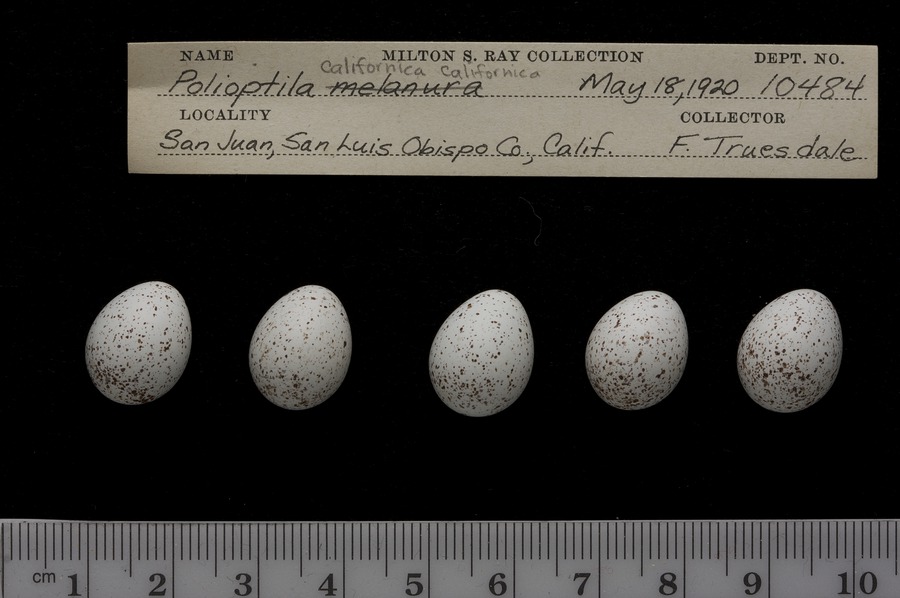 NAME MILTON S. RAY COLLECTION DEPT. NO.
californica californica
Polioptila melanura May 18, 1920 10484
LOCALITY COLLECTOR
San Juan, San Luis Obispo Co., Calif. F. Truesdale
cm 1 2 3 4 5 6 7 8 9 10